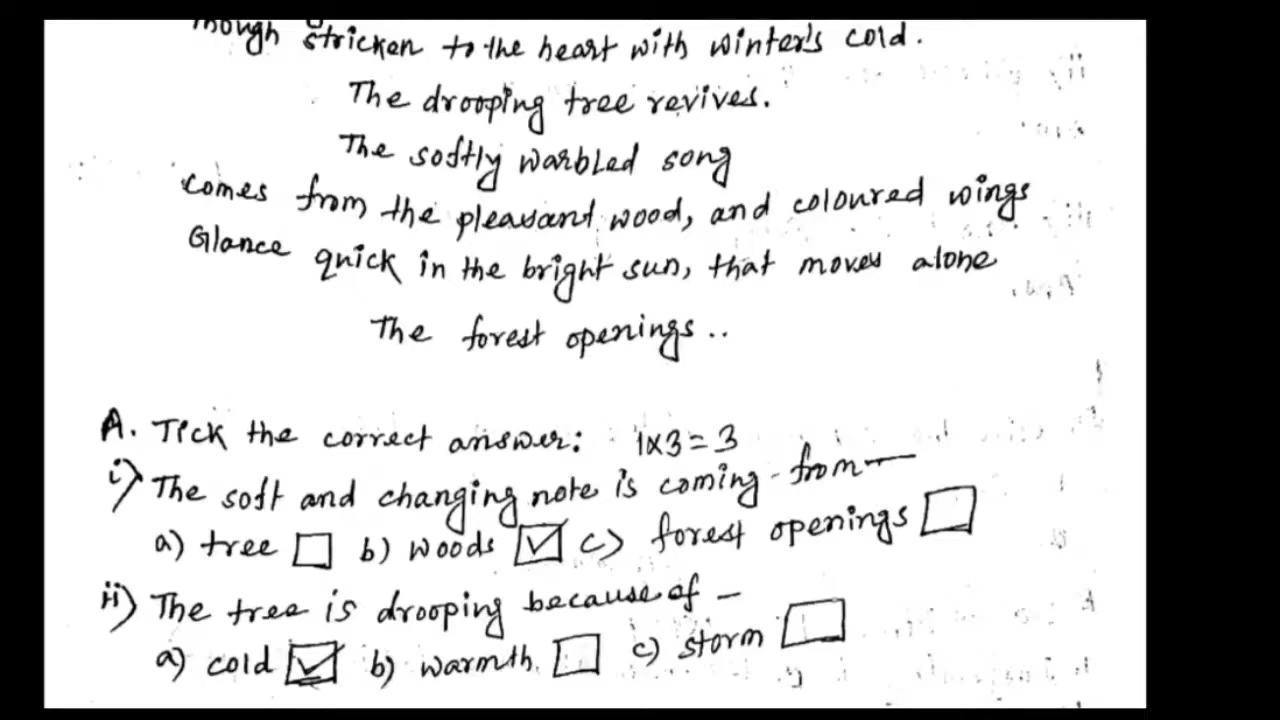 Though stricken to the heart with winter's cold.
The drooping tree revives.
The softly warbled song
comes from the pleasant wood, and coloured wings
Glance quick in the bright sun, that moves alone
The forest openings..
A. Tick the correct answer: 1x3=3
i) The soft and changing note is coming from—
a) tree b) woods c) forest openings
ii) The tree is drooping because of —
a) cold b) warmth. c) storm